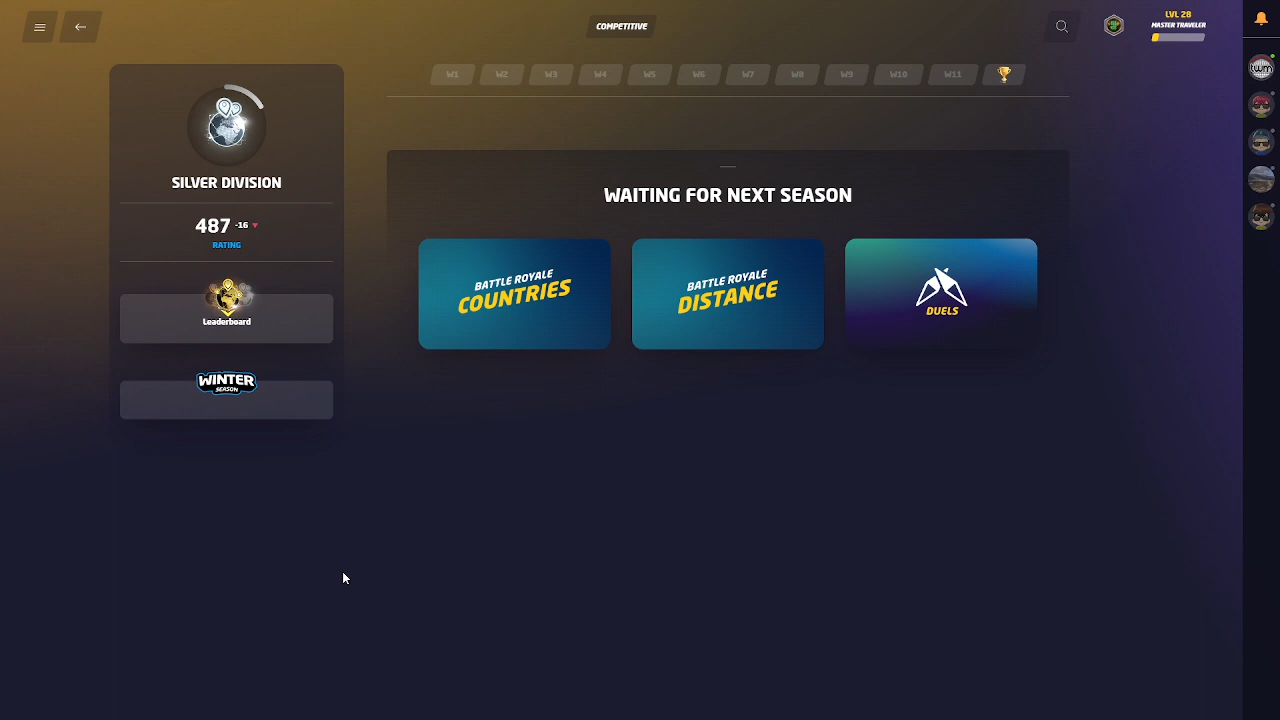 COMPETITIVE
LVL 28
MASTER TRAVELER
W1 W2 W3 W4 W5 W6 W7 W8 W9 W10 W11
SILVER DIVISION
487 -16
RATING
Leaderboard
WINTER
SEASON
WAITING FOR NEXT SEASON
BATTLE ROYALE
COUNTRIES
BATTLE ROYALE
DISTANCE
DUELS